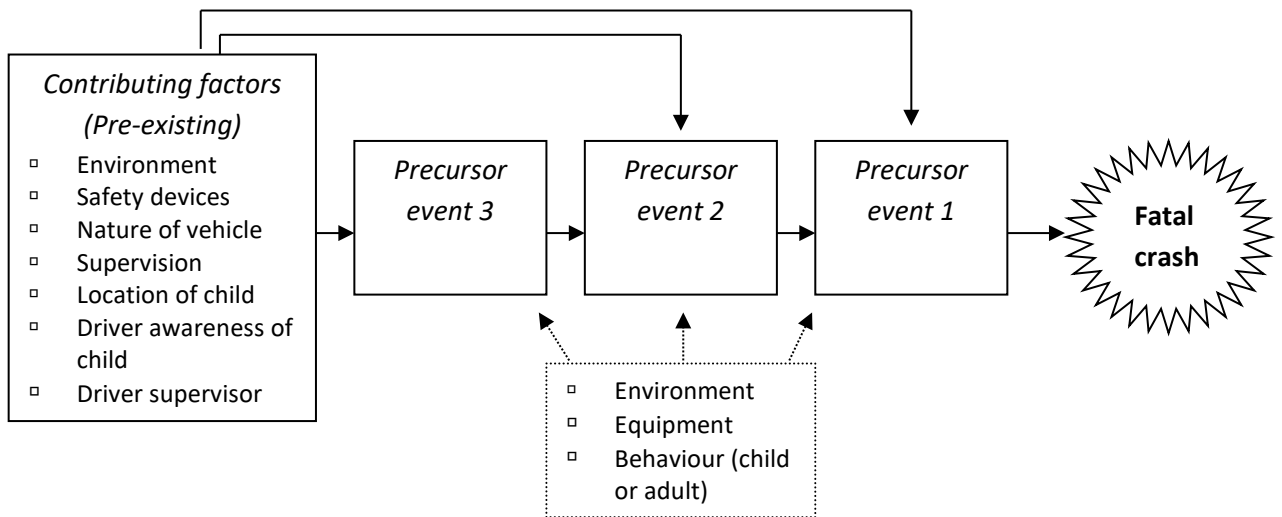 Contributing factors
(Pre-existing)
Environment
Safety devices
Nature of vehicle
Supervision
Location of child
Driver awareness of
child
Driver supervisor
Precursor
event 3
Precursor
event 2
Precursor
event 1
Fatal
crash
Environment
Equipment
Behaviour (child
or adult)